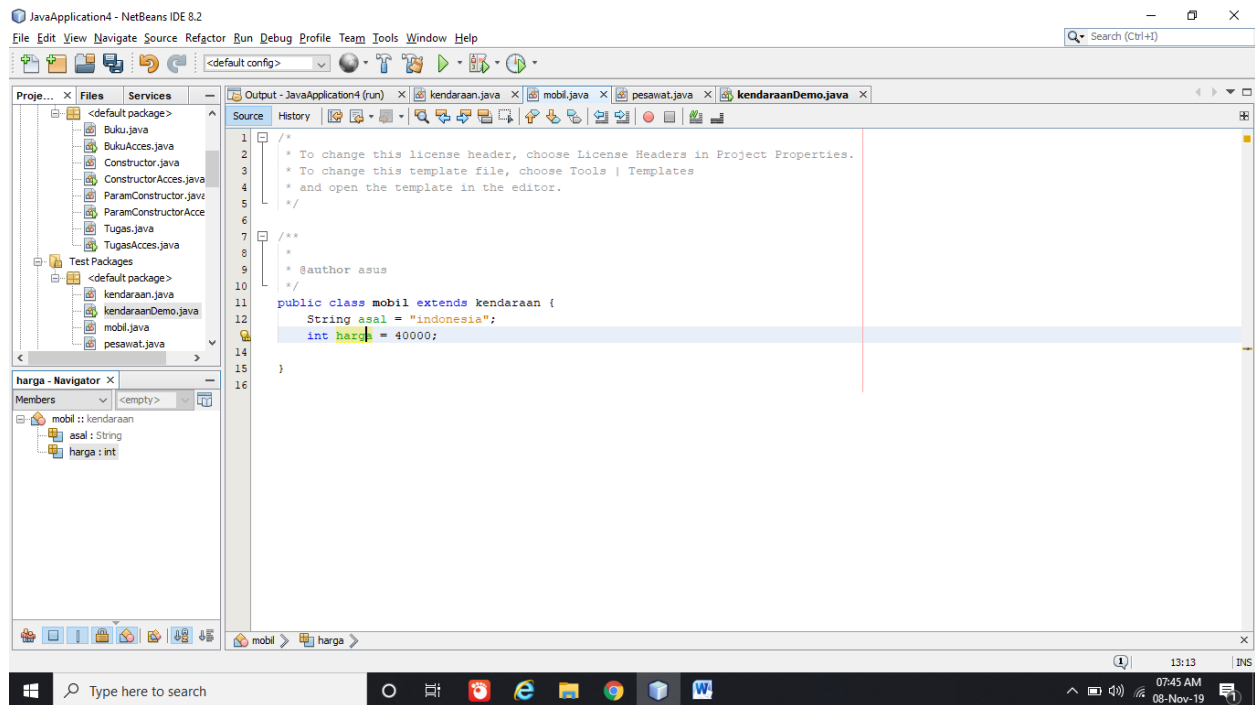 JavaApplication4 - NetBeans IDE 8.2
File Edit View Navigate Source Refactor Run Debug Profile Team Tools Window Help
Search (Ctrl+I)
<default config>
Proje... Files Services
Output - JavaApplication4 (run) kendaraan.java mobil.java pesawat.java kendaraanDemo.java
Source History
<default package>
Buku.java
BukuAcces.java
Constructor.java
ConstructorAcces.java
ParamConstructor.java
ParamConstructorAcce
Tugas.java
TugasAcces.java
Test Packages
<default package>
kendaraan.java
kendaraanDemo.java
mobil.java
pesawat.java
harga - Navigator
Members <empty>
mobil :: kendaraan
asal : String
harga : int
1 /*
2 * To change this license header, choose License Headers in Project Properties.
3 * To change this template file, choose Tools | Templates
4 * and open the template in the editor.
5 */
6
7 /**
8 *
9 * @author asus
10 */
11 public class mobil extends kendaraan {
12 String asal = "indonesia";
int harga = 40000;
14
15 }
16
mobil harga
1 13:13 INS
Type here to search
07:45 AM
08-Nov-19
1